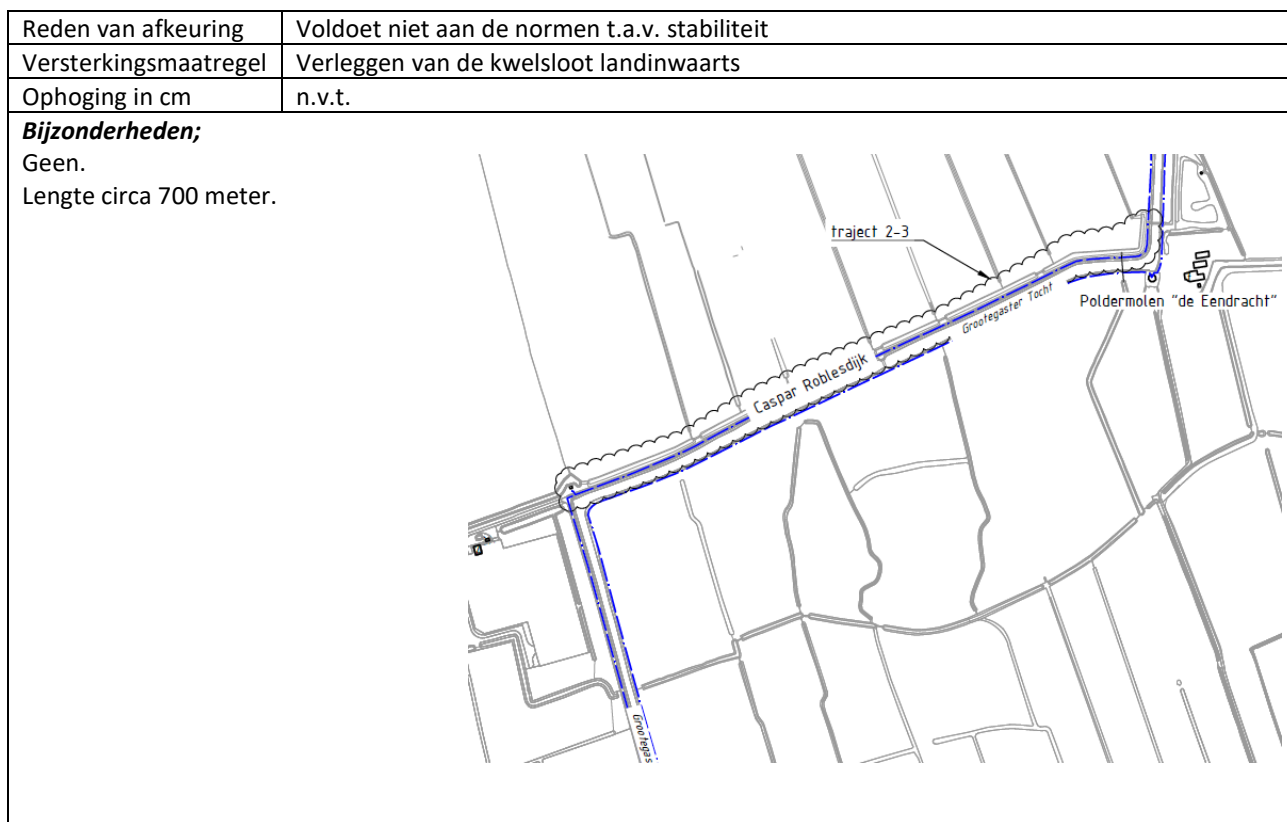 Reden van afkeuring Voldoet niet aan de normen t.a.v. stabiliteit
Versterkingsmaatregel Verleggen van de kwelsloot landinwaarts
Ophoging in cm n.v.t.
Bijzonderheden;
Geen.
Lengte circa 700 meter.
traject 2-3
Grootegaster Tocht
Poldermolen "de Eendracht"
Caspar Roblesdijk
Grootegas